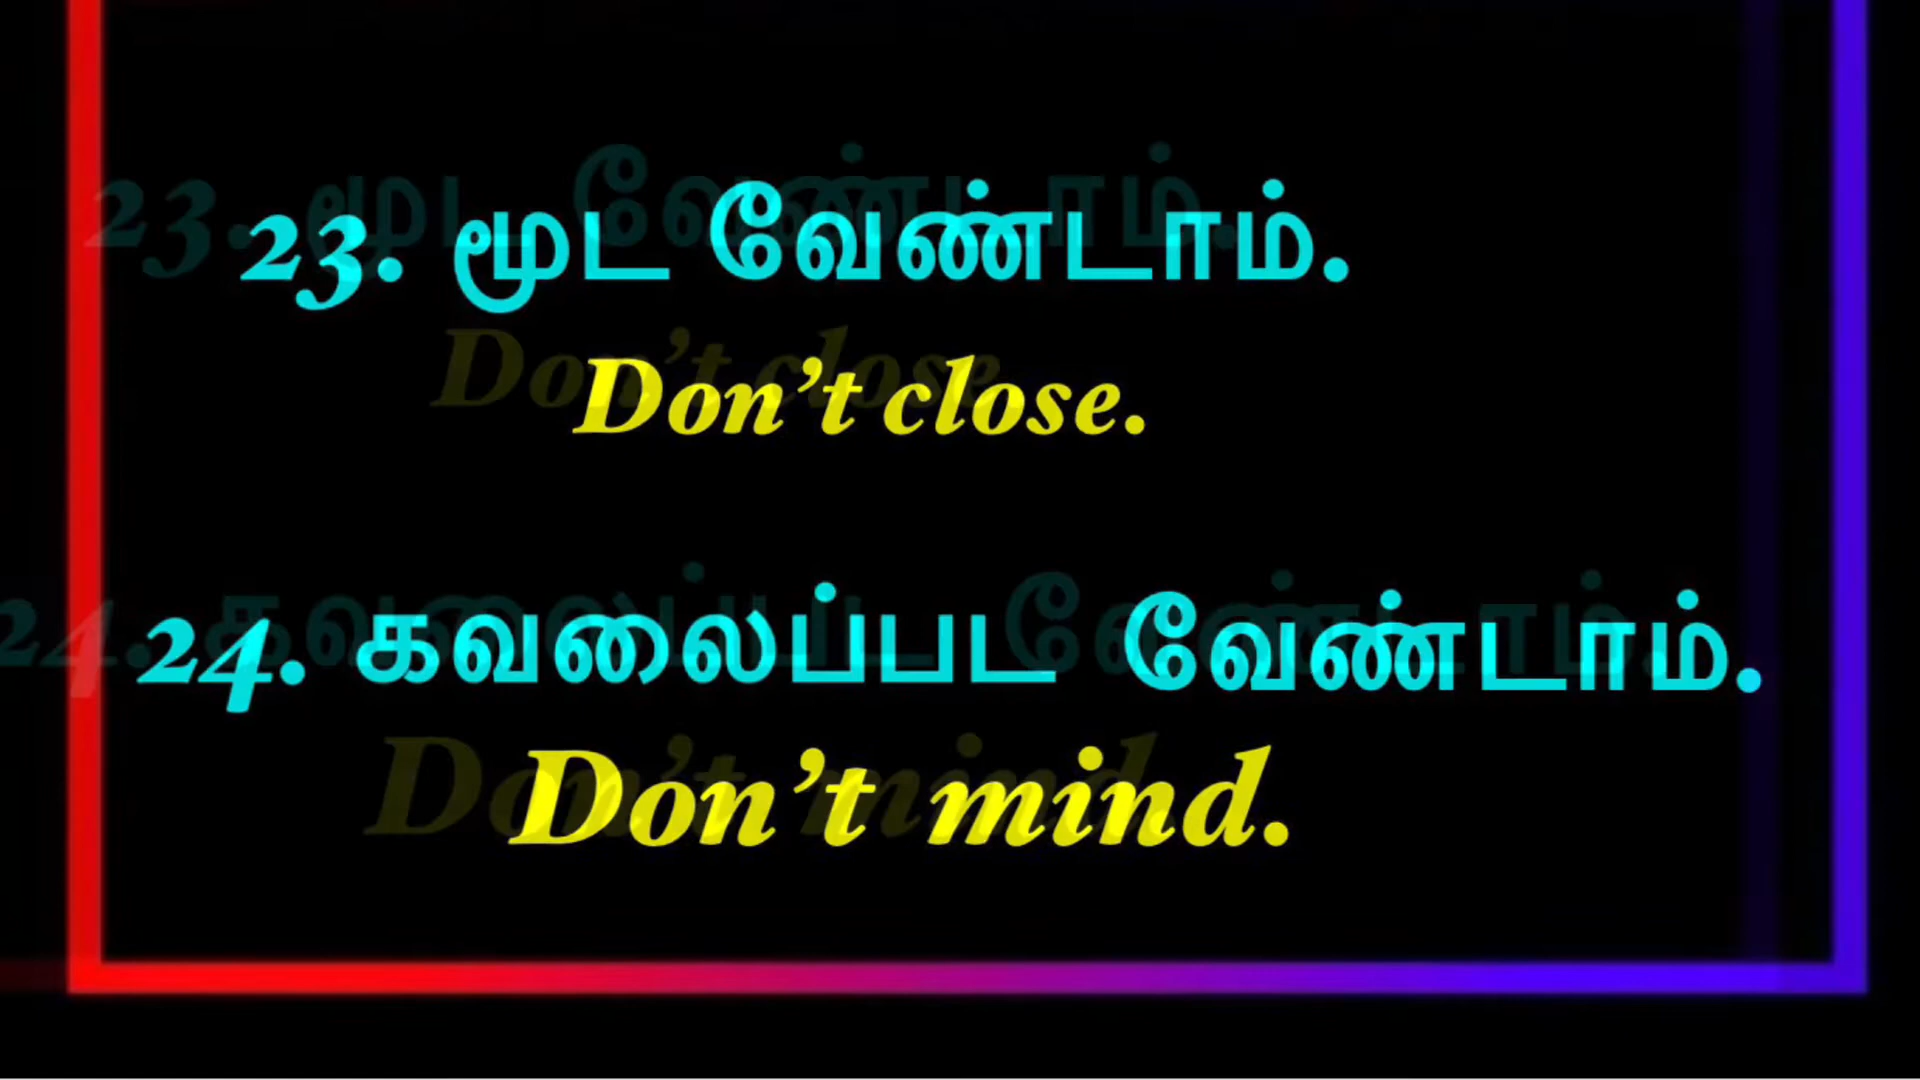 23. மூட வேண்டாம்.
Don't close.
24. கவலைப்பட வேண்டாம்.
Don't mind.